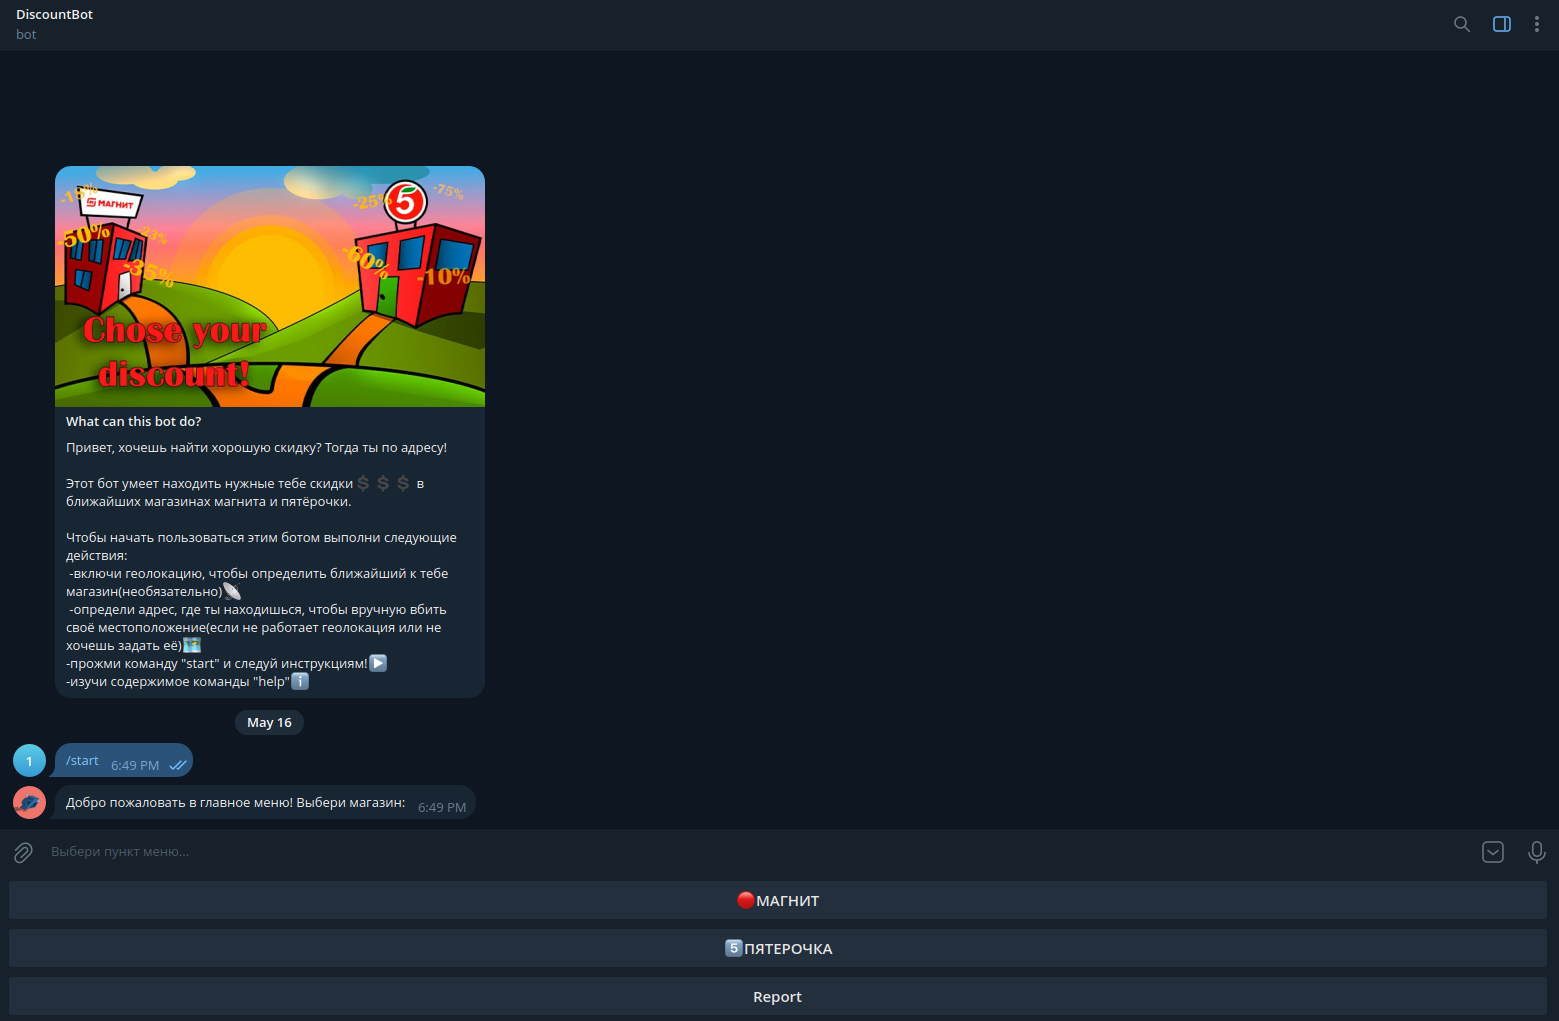 DiscountBot
bot
-15%
МАГНИТ
-50%
-23%
-35%
-25%
5
-75%
-60%
-10%
Chose your
discount!
What can this bot do?
Привет, хочешь найти хорошую скидку? Тогда ты по адресу!
Этот бот умеет находить нужные тебе скидки💲💲💲 в
ближайших магазинах магнита и пятёрочки.
Чтобы начать пользоваться этим ботом выполни следующие
действия:
-включи геолокацию, чтобы определить ближайший к тебе
магазин(необязательно)📡
-определи адрес, где ты находишься, чтобы вручную вбить
своё местоположение(если не работает геолокация или не
хочешь задать её)🗺️
-прожми команду "start" и следуй инструкциям!▶️
-изучи содержимое команды "help"ℹ️
May 16
1
/start 6:49 PM
Добро пожаловать в главное меню! Выбери магазин: 6:49 PM
Выбери пункт меню...
🔴МАГНИТ
5️⃣ПЯТЕРОЧКА
Report